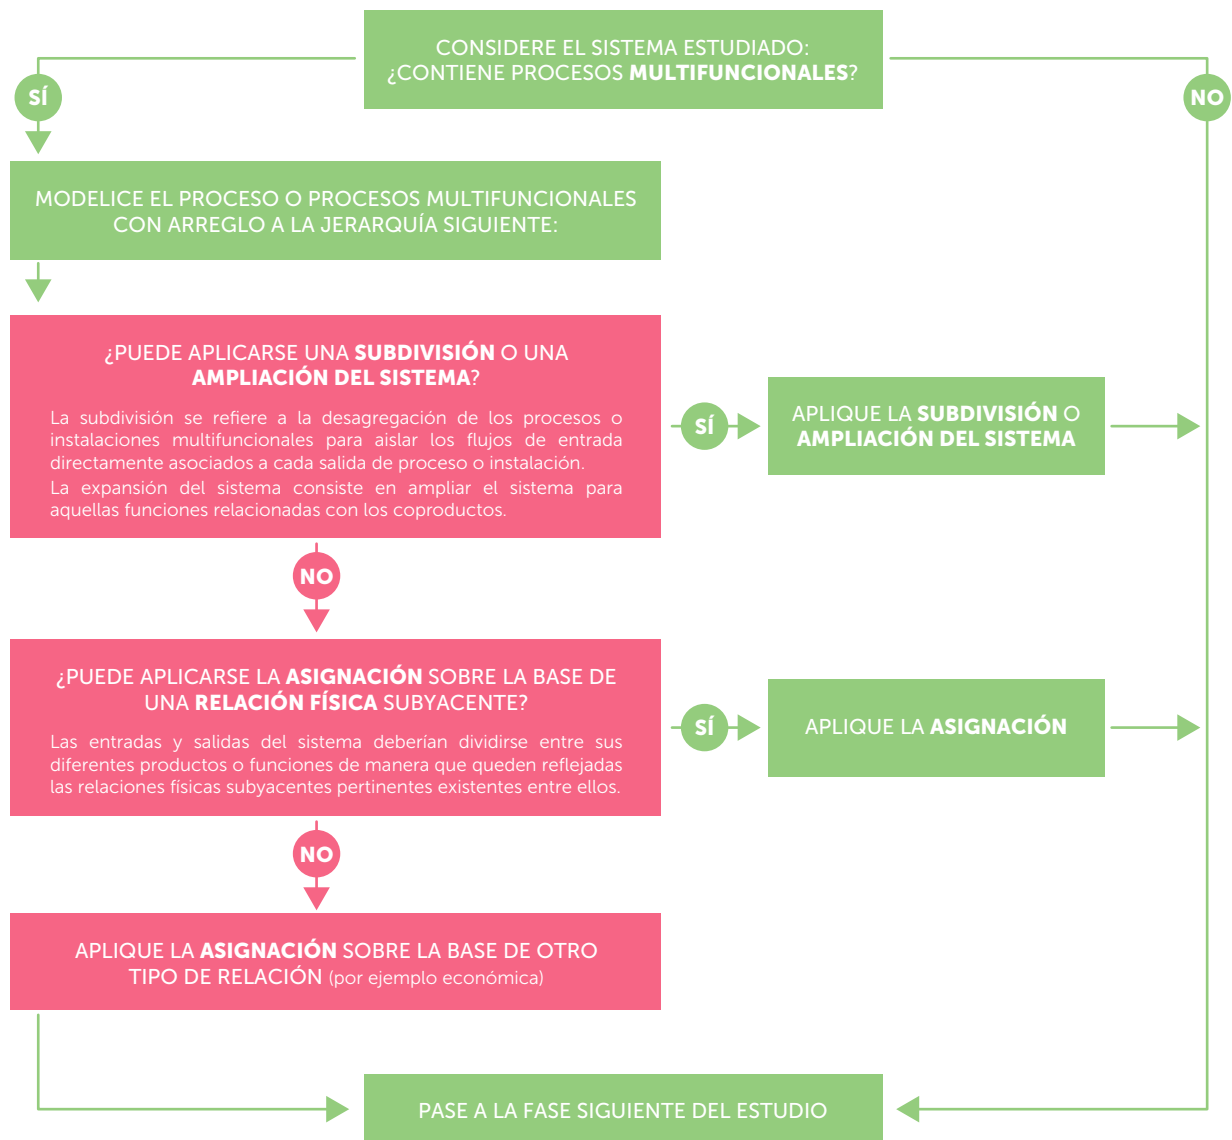 CONSIDERE EL SISTEMA ESTUDIADO:
¿CONTIENE PROCESOS MULTIFUNCIONALES?
SÍ
NO
MODELICE EL PROCESO O PROCESOS MULTIFUNCIONALES
CON ARREGLO A LA JERARQUÍA SIGUIENTE:
¿PUEDE APLICARSE UNA SUBDIVISIÓN O UNA
AMPLIACIÓN DEL SISTEMA?
La subdivisión se refiere a la desagregación de los procesos o
instalaciones multifuncionales para aislar los flujos de entrada
directamente asociados a cada salida de proceso o instalación.
La expansión del sistema consiste en ampliar el sistema para
aquellas funciones relacionadas con los coproductos.
SÍ
APLIQUE LA SUBDIVISIÓN O
AMPLIACIÓN DEL SISTEMA
NO
¿PUEDE APLICARSE LA ASIGNACIÓN SOBRE LA BASE DE
UNA RELACIÓN FÍSICA SUBYACENTE?
Las entradas y salidas del sistema deberían dividirse entre sus
diferentes productos o funciones de manera que queden reflejadas
las relaciones físicas subyacentes pertinentes existentes entre ellos.
SÍ
APLIQUE LA ASIGNACIÓN
NO
APLIQUE LA ASIGNACIÓN SOBRE LA BASE DE OTRO
TIPO DE RELACIÓN (por ejemplo económica)
PASE A LA FASE SIGUIENTE DEL ESTUDIO